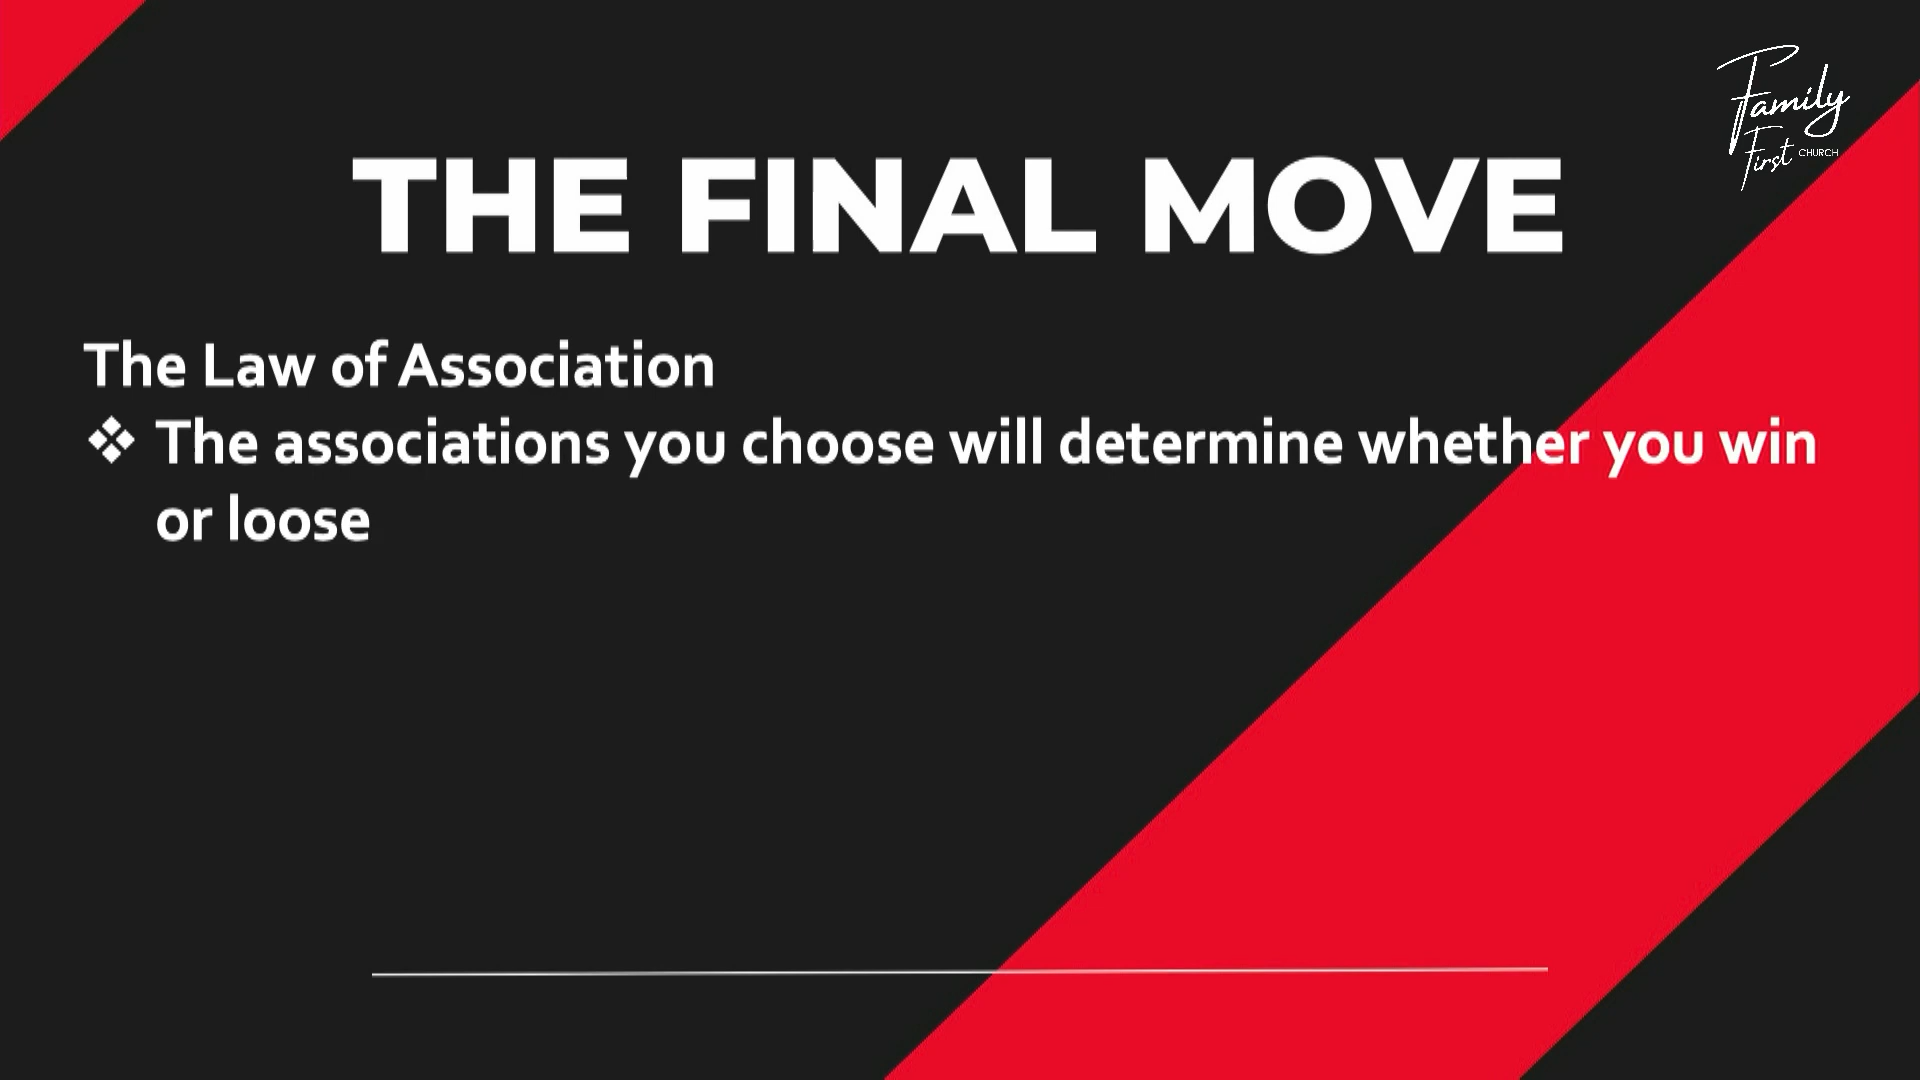 Family
First CHURCH
THE FINAL MOVE
The Law of Association
❖ The associations you choose will determine whether you win
or loose